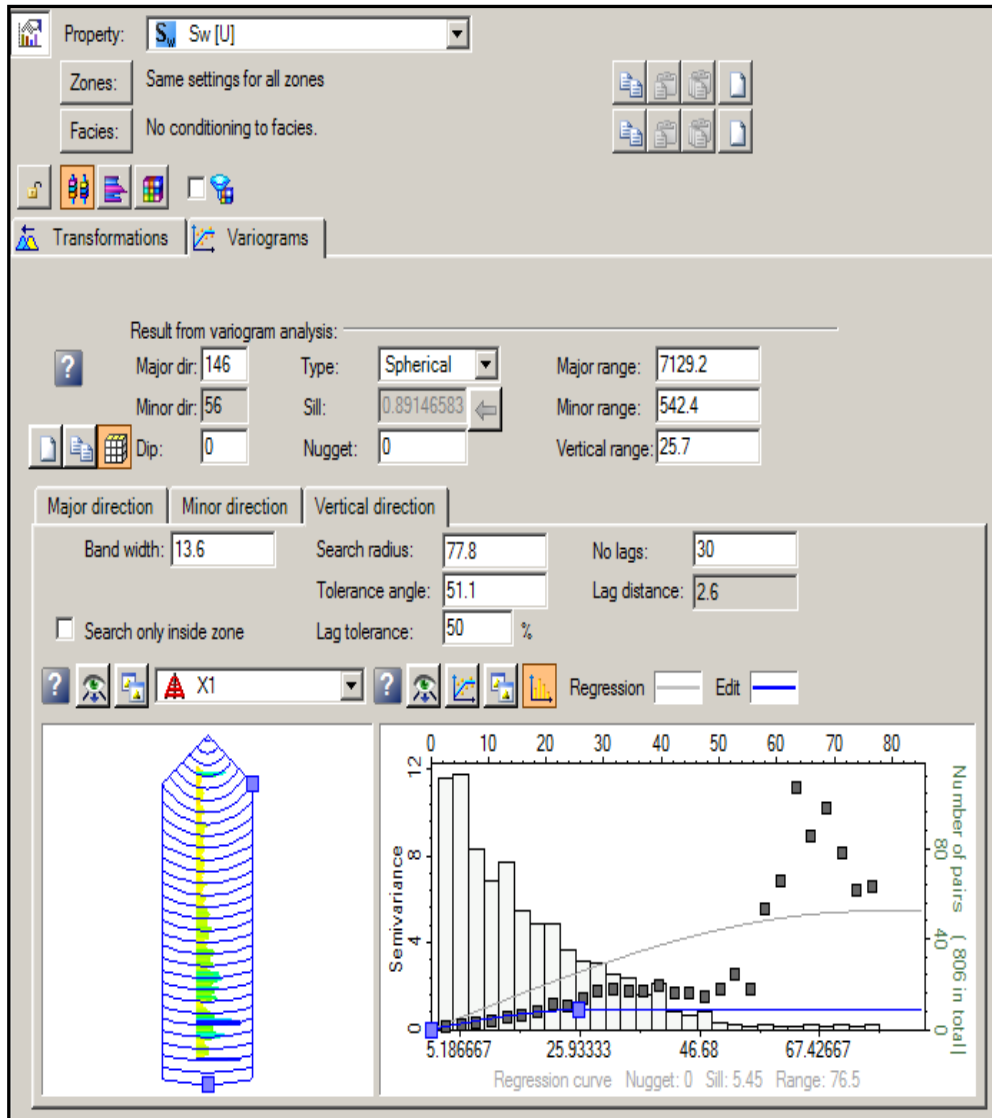 Property: Sw Sw [U]
Zones: Same settings for all zones
Facies: No conditioning to facies.
Transformations Variograms
Result from variogram analysis:
? Major dir: 146 Type: Spherical Major range: 7129.2
Minor dir: 56 Sill: 0.89146583 Minor range: 542.4
Dip: 0 Nugget: 0 Vertical range: 25.7
Major direction Minor direction Vertical direction
Band width: 13.6 Search radius: 77.8 No lags: 30
Tolerance angle: 51.1 Lag distance: 2.6
Search only inside zone Lag tolerance: 50 %
? X1 ? Regression Edit
0 10 20 30 40 50 60 70 80
12
8
4
0
Semivariance
80
40
0
Number of pairs (806 in total)
5.186667 25.93333 46.68 67.42667
Regression curve Nugget: 0 Sill: 5.45 Range: 76.5